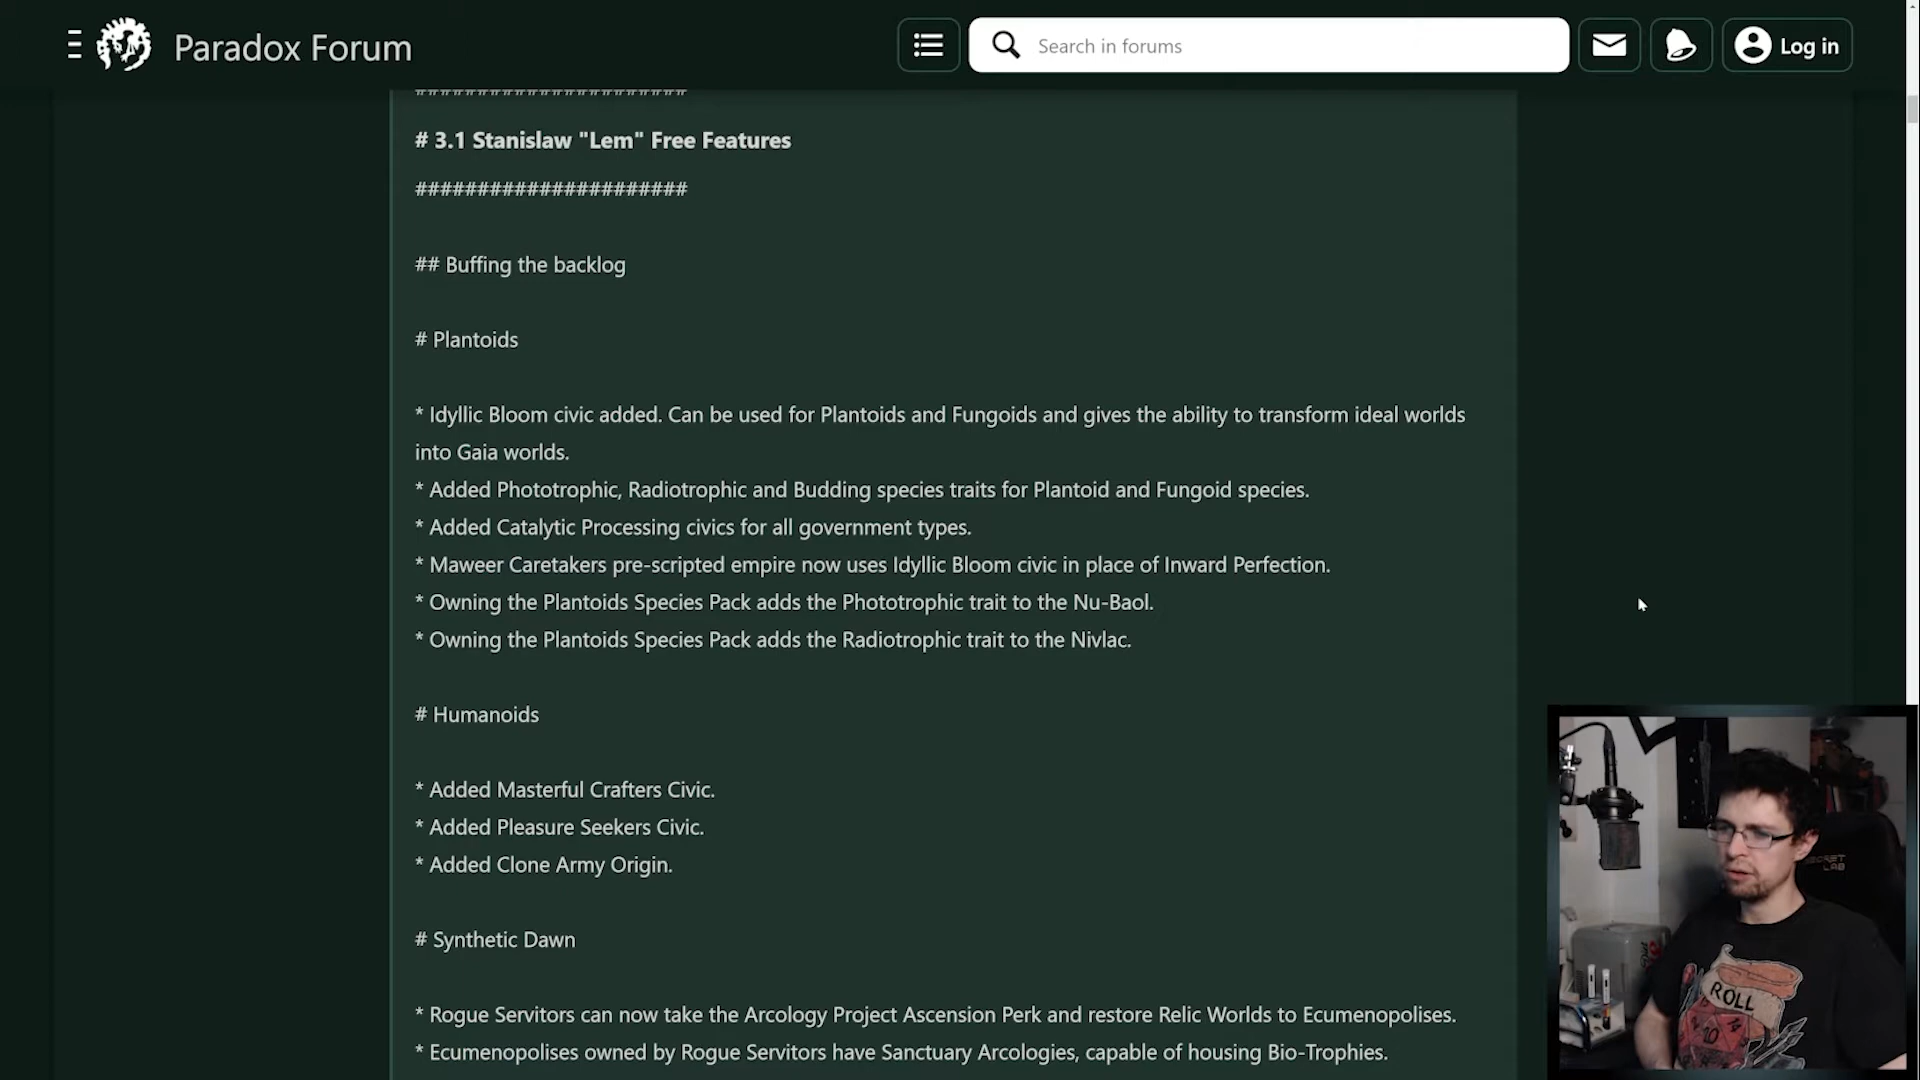 Paradox Forum
Search in forums
Log in
######################
# 3.1 Stanislaw "Lem" Free Features
######################
## Buffing the backlog
# Plantoids
* Idyllic Bloom civic added. Can be used for Plantoids and Fungoids and gives the ability to transform ideal worlds
into Gaia worlds.
* Added Phototrophic, Radiotrophic and Budding species traits for Plantoid and Fungoid species.
* Added Catalytic Processing civics for all government types.
* Maweer Caretakers pre-scripted empire now uses Idyllic Bloom civic in place of Inward Perfection.
* Owning the Plantoids Species Pack adds the Phototrophic trait to the Nu-Baol.
* Owning the Plantoids Species Pack adds the Radiotrophic trait to the Nivlac.
# Humanoids
* Added Masterful Crafters Civic.
* Added Pleasure Seekers Civic.
* Added Clone Army Origin.
# Synthetic Dawn
* Rogue Servitors can now take the Arcology Project Ascension Perk and restore Relic Worlds to Ecumenopolises.
* Ecumenopolises owned by Rogue Servitors have Sanctuary Arcologies, capable of housing Bio-Trophies.
LAB
ROLL